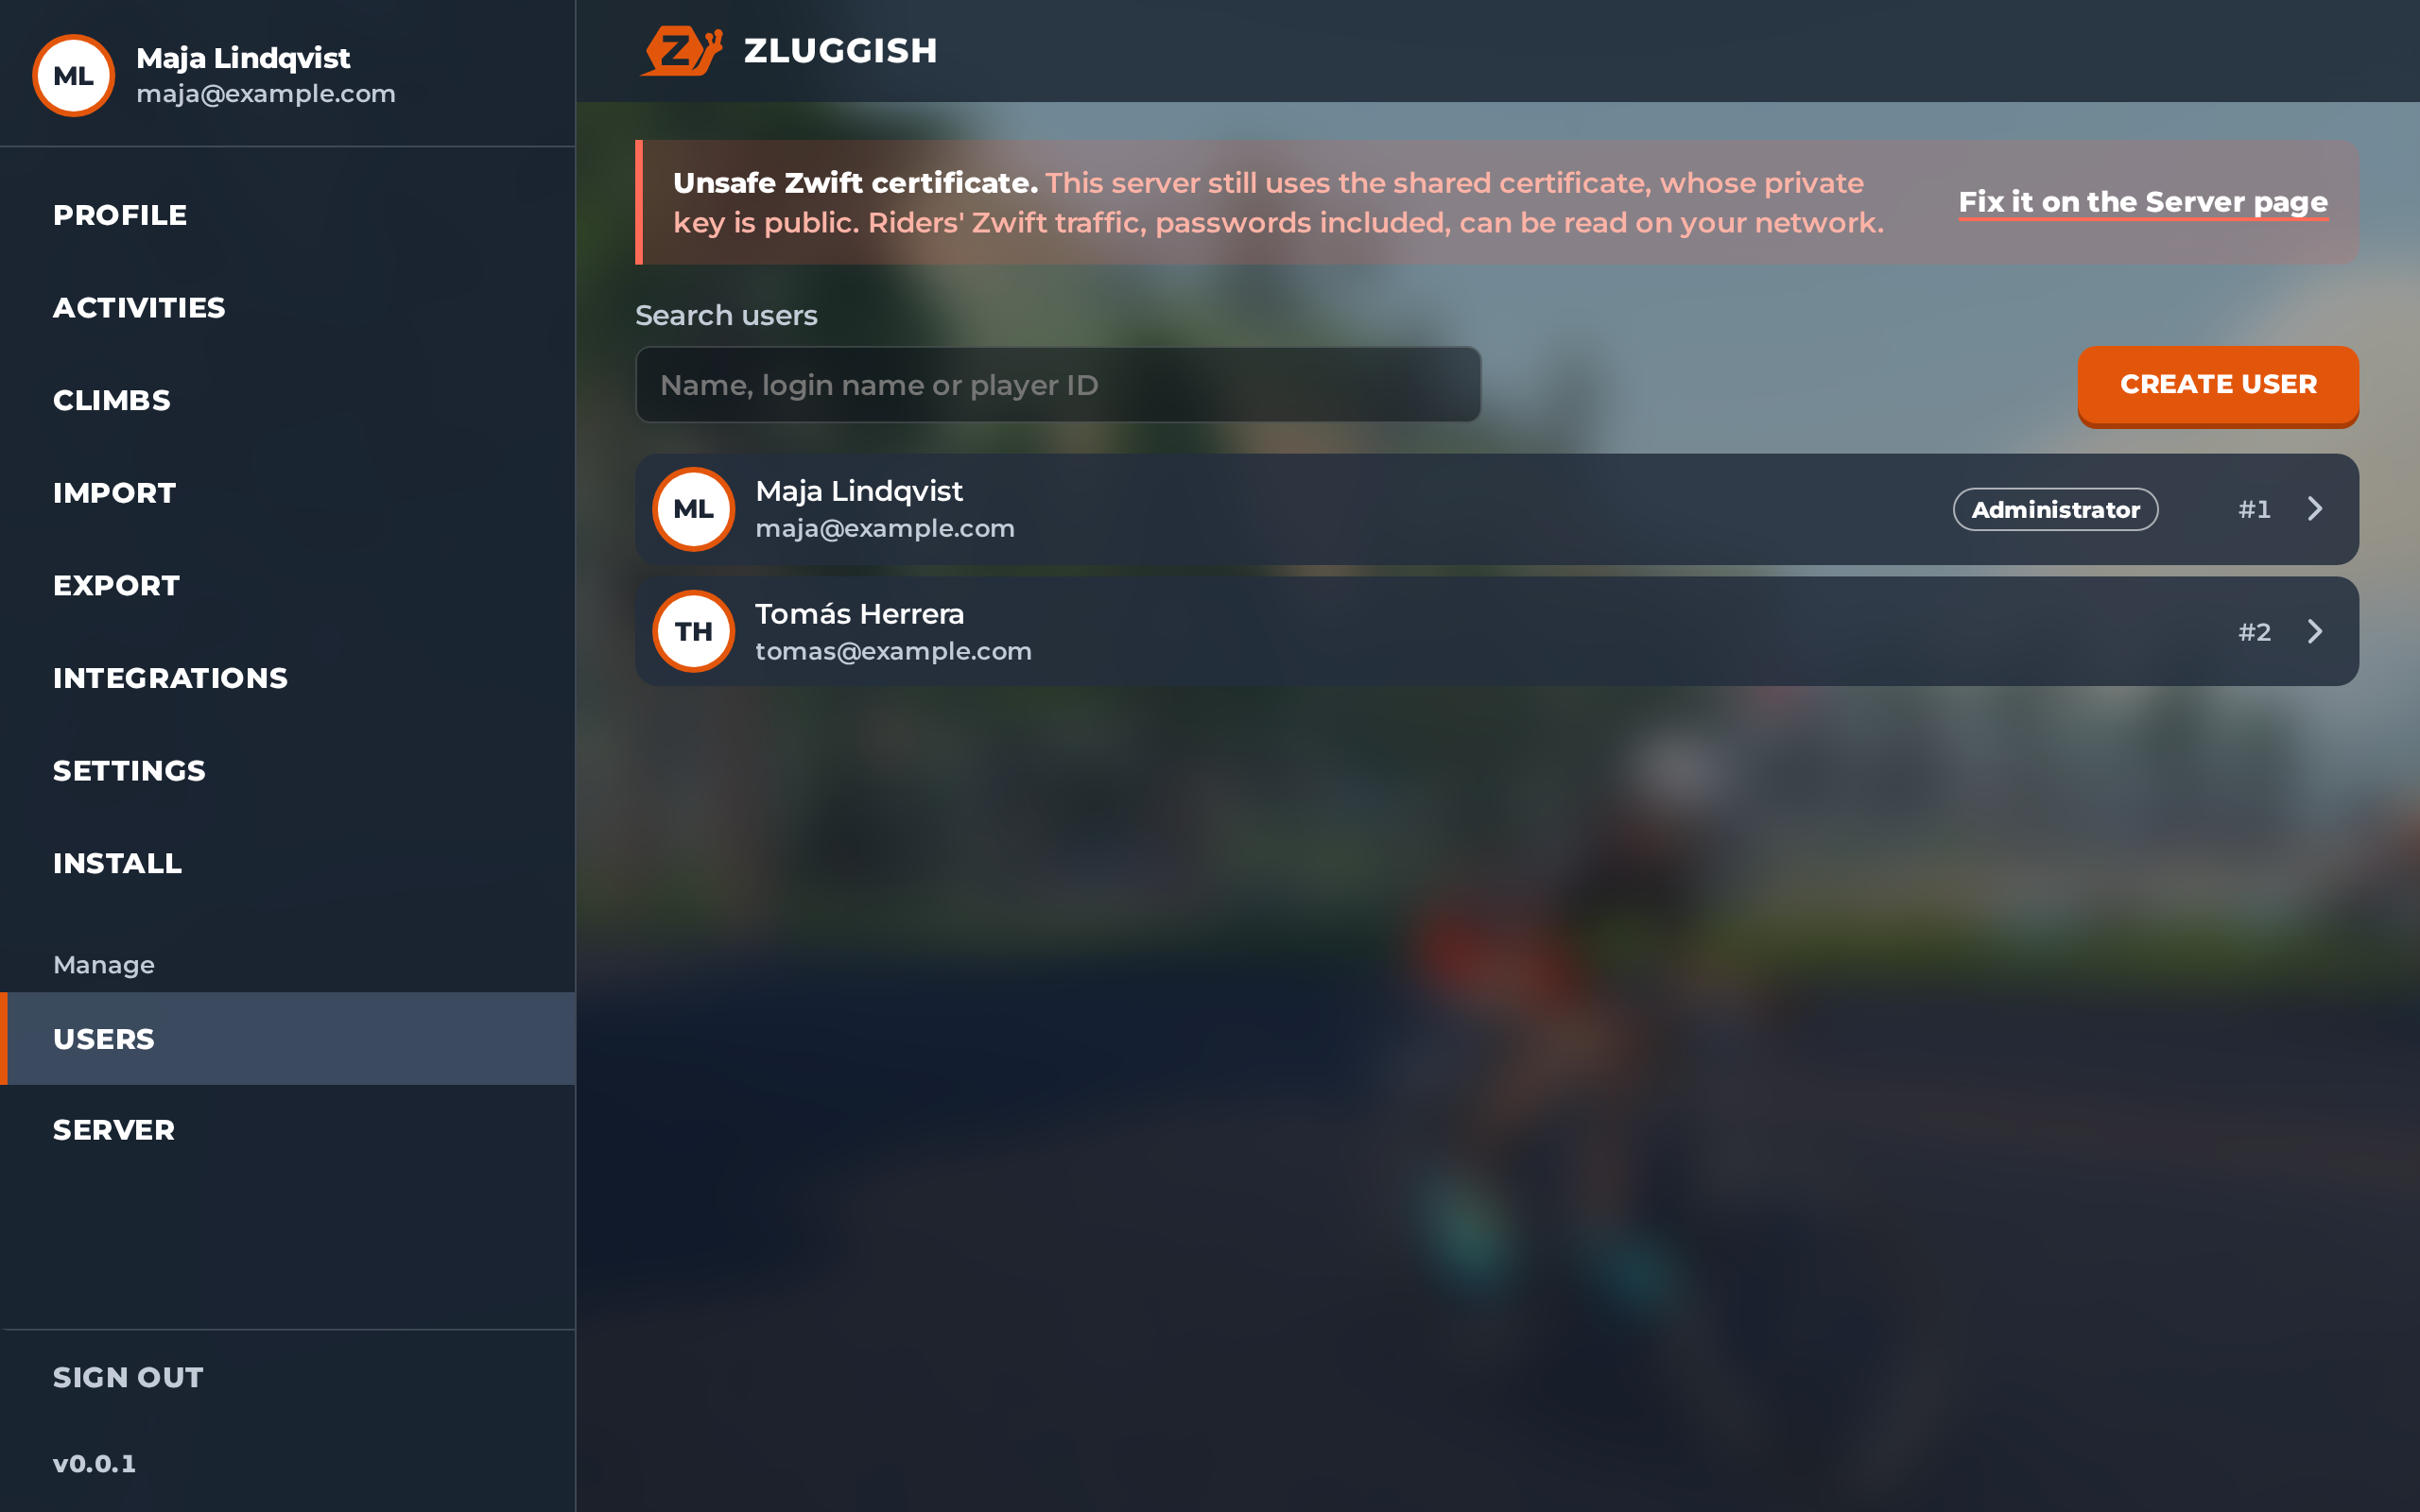 ML
Maja Lindqvist
maja@example.com
PROFILE
ACTIVITIES
CLIMBS
IMPORT
EXPORT
INTEGRATIONS
SETTINGS
INSTALL
Manage
USERS
SERVER
SIGN OUT
v0.0.1
Z ZLUGGISH
Unsafe Zwift certificate. This server still uses the shared certificate, whose private
key is public. Riders' Zwift traffic, passwords included, can be read on your network.
Fix it on the Server page
Search users
Name, login name or player ID
CREATE USER
ML
Maja Lindqvist
maja@example.com
Administrator
#1
TH
Tomás Herrera
tomas@example.com
#2